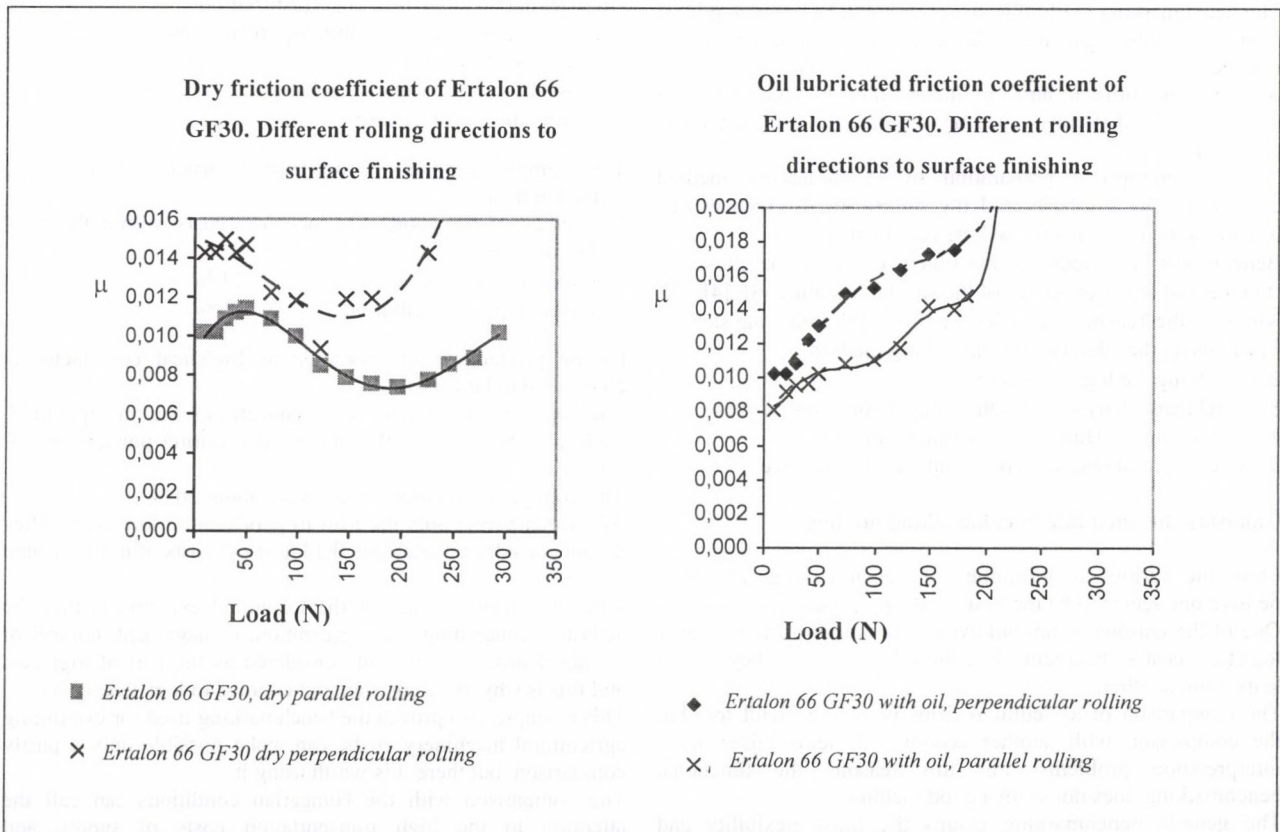 Dry friction coefficient of Ertalon 66
GF30. Different rolling directions to
surface finishing
0,016
0,014
0,012
0,010
0,008
0,006
0,004
0,002
0,000
μ
0
50
100
150
200
250
300
350
Load (N)
Ertalon 66 GF30, dry parallel rolling
Ertalon 66 GF30 dry perpendicular rolling
Oil lubricated friction coefficient of
Ertalon 66 GF30. Different rolling
directions to surface finishing
0,020
0,018
0,016
0,014
0,012
0,010
0,008
0,006
0,004
0,002
0,000
μ
0
50
100
150
200
250
300
350
Load (N)
Ertalon 66 GF30 with oil, perpendicular rolling
Ertalon 66 GF30 with oil, parallel rolling